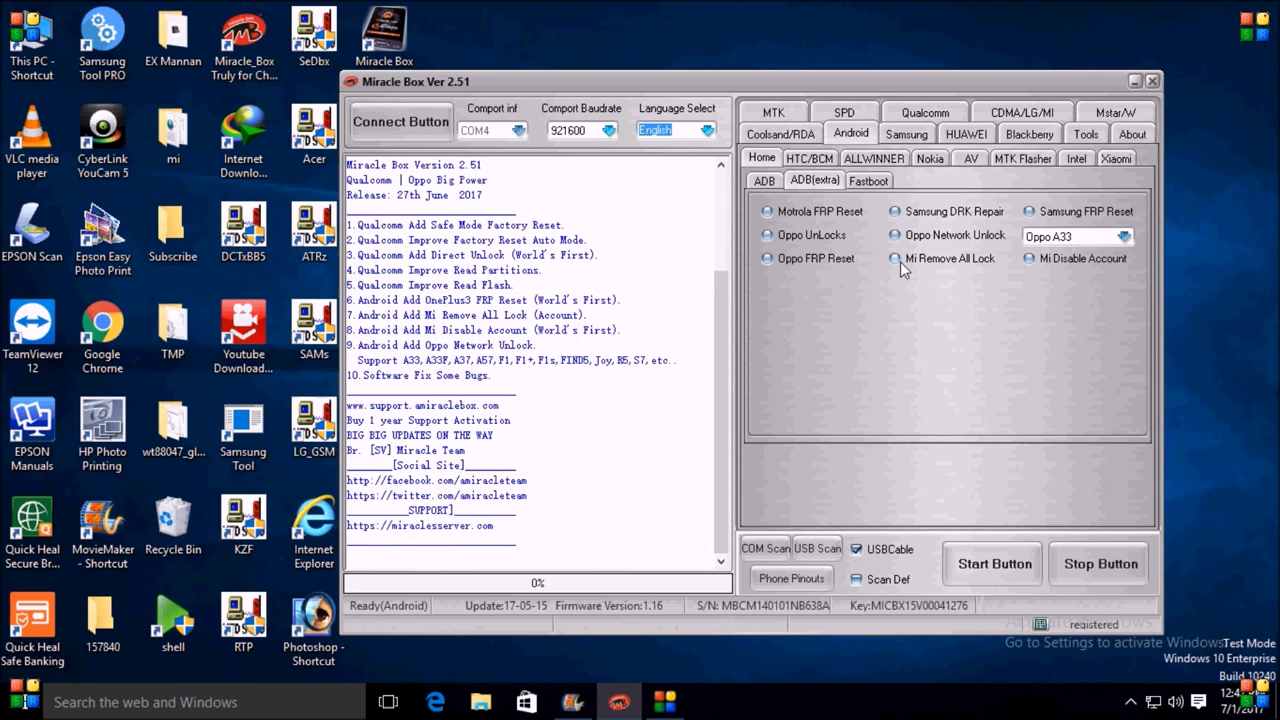 This PC -
Shortcut
Samsung
Tool PRO
EX Mannan
Miracle_Box
Truly for Ch...
SeDbx
Miracle Box
VLC media
player
CyberLink
YouCam 5
mi
Internet
Downloa...
Acer
EPSON Scan
Epson Easy
Photo Print
Subscribe
DCTxBB5
ATRz
TeamViewer
12
Google
Chrome
TMP
Youtube
Download...
SAMs
EPSON
Manuals
HP Photo
Printing
wt88047_gl...
Samsung
Tool
LG_GSM
Quick Heal
Secure Br...
MovieMaker
- Shortcut
Recycle Bin
KZF
Internet
Explorer
Quick Heal
Safe Banking
157840
shell
RTP
Photoshop -
Shortcut
Miracle Box Ver 2.51
Connect Button
Comport inf
Comport Baudrate
Language Select
COM4
921600
English
Miracle Box Version 2.51
Qualcomm | Oppo Big Power
Release: 27th June 2017
1.Qualcomm Add Safe Mode Factory Reset.
2.Qualcomm Improve Factory Reset Auto Mode.
3.Qualcomm Add Direct Unlock (World's First).
4.Qualcomm Improve Read Partitions.
5.Qualcomm Improve Read Flash.
6.Android Add OnePlus3 FRP Reset (World's First).
7.Android Add Mi Remove All Lock (Account).
8.Android Add Mi Disable Account (World's First).
9.Android Add Oppo Network Unlock.
Support A33,A33F,A37,A57,F1,F1+,F1s,FIND5,Joy,R5,S7,etc..
10.Software Fix Some Bugs.
www.support.amiraclebox.com
Buy 1 year Support Activation
BIG BIG UPDATES ON THE WAY
Br. [SV] Miracle Team
[Social Site]
http://facebook.com/amiracleteam
https://twitter.com/amiracleteam
SUPPORT]
https://miraclesserver.com
0%
MTK SPD Qualcomm CDMA/LG/MI Mstar/W
Coolsand/RDA Android Samsung HUAWEI Blackberry Tools About
Home HTC/BCM ALLWINNER Nokia AV MTK Flasher Intel Xiaomi
ADB ADB(extra) Fastboot
Motrola FRP Reset Samsung DRK Repair Samsung FRP Reset
Oppo UnLocks Oppo Network Unlock Oppo A33
Oppo FRP Reset Mi Remove All Lock Mi Disable Account
COM Scan USB Scan USBCable
Phone Pinouts Scan Def
Start Button Stop Button
Ready(Android) Update:17-05-15 Firmware Version:1.16 S/N: MBCM140101NB638A Key:MICBX15V00041276
registered
Go to Settings to activate Windows
Test Mode
Windows 10 Enterprise
Build 10240
Search the web and Windows